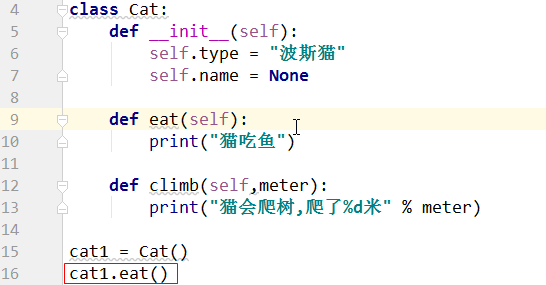 4 class Cat:
5     def __init__(self):
6         self.type = "波斯猫"
7         self.name = None
8
9     def eat(self):
10         print("猫吃鱼")
11
12     def climb(self,meter):
13         print("猫会爬树,爬了%d米" % meter)
14
15 cat1 = Cat()
16 cat1.eat()